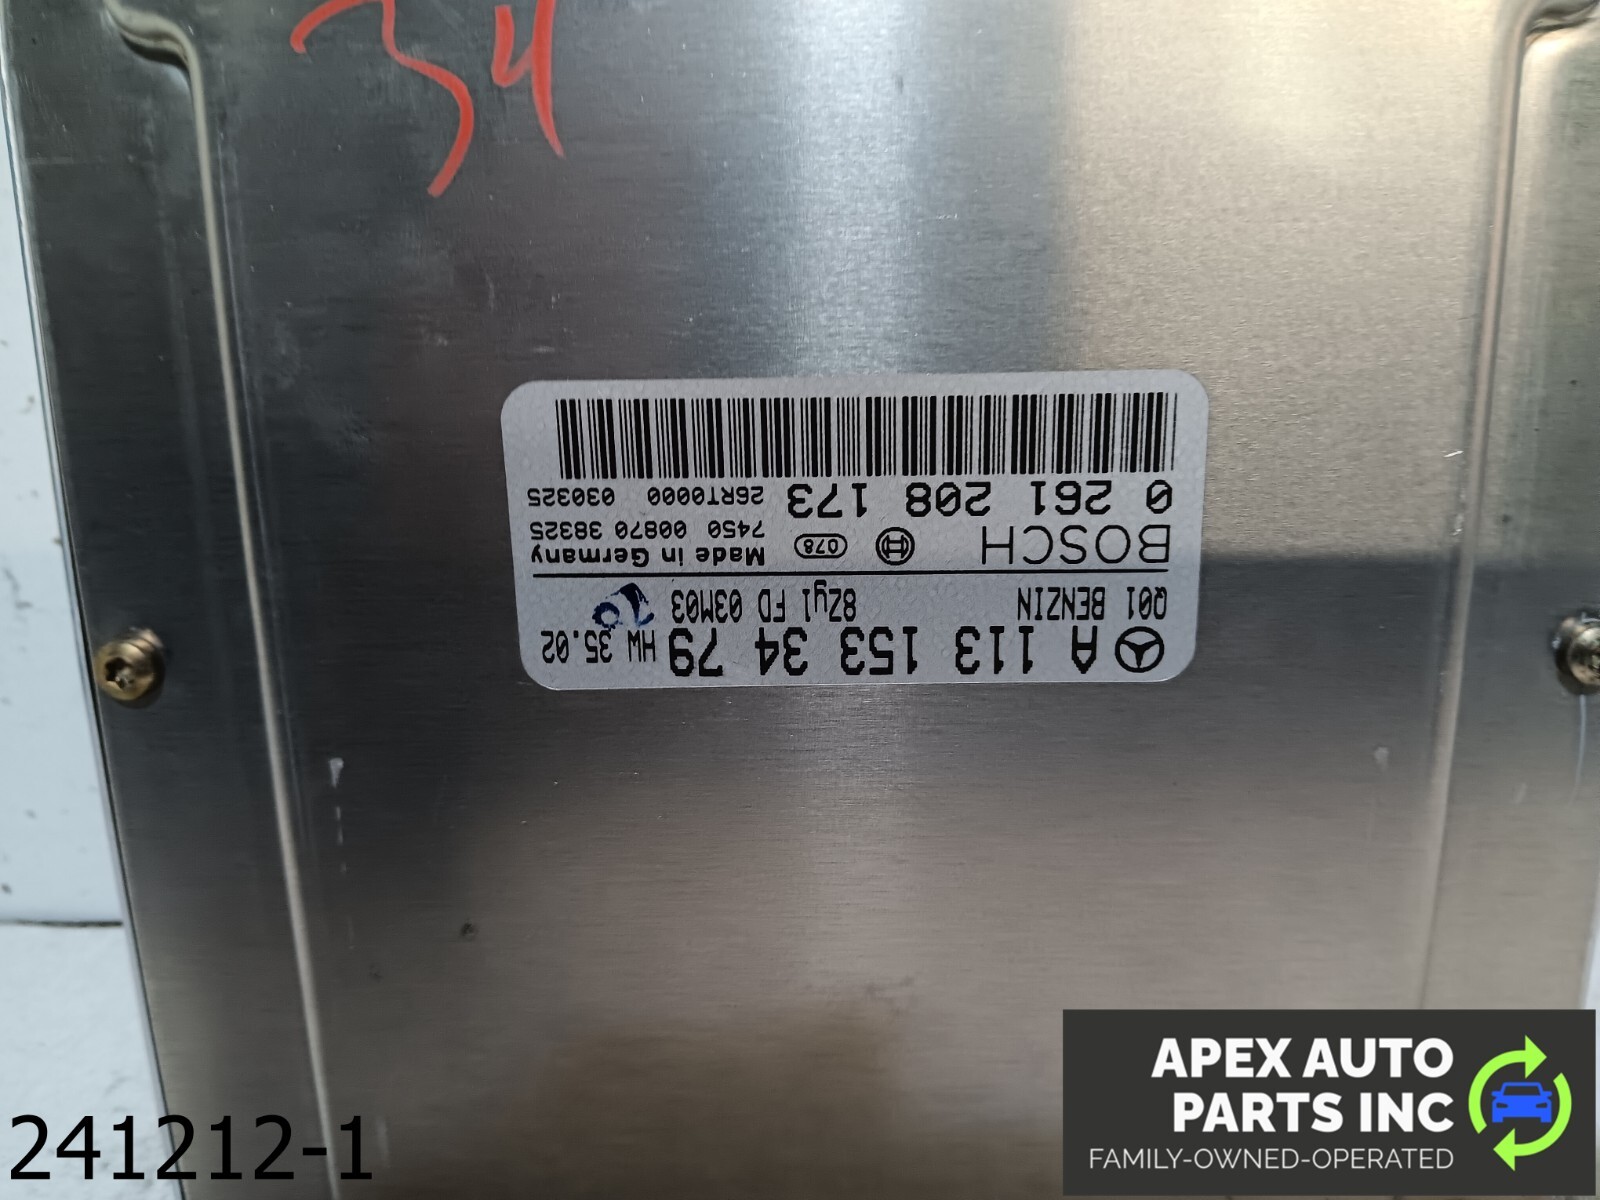 34
A 113 153 34 79 HW 35.02
Q01 BENZIN 8Zyl FD 03M03
BOSCH 078 Made in Germany
7450 00870 38325
0 261 208 173 26RT0000 030325
241212-1
APEX AUTO
PARTS INC
FAMILY-OWNED-OPERATED